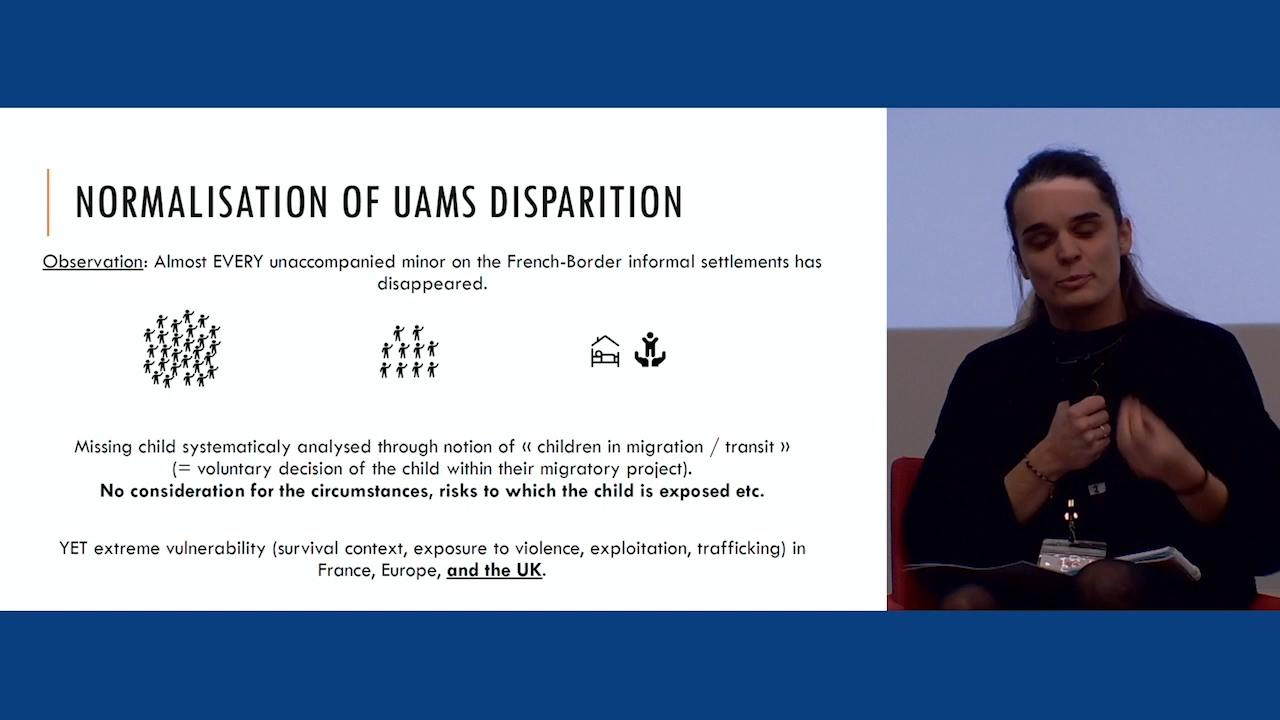 NORMALISATION OF UAMS DISPARITION
Observation: Almost EVERY unaccompanied minor on the French-Border informal settlements has
disappeared.
Missing child systematicaly analysed through notion of « children in migration / transit »
(= voluntary decision of the child within their migratory project).
No consideration for the circumstances, risks to which the child is exposed etc.
YET extreme vulnerability (survival context, exposure to violence, exploitation, trafficking) in
France, Europe, and the UK.